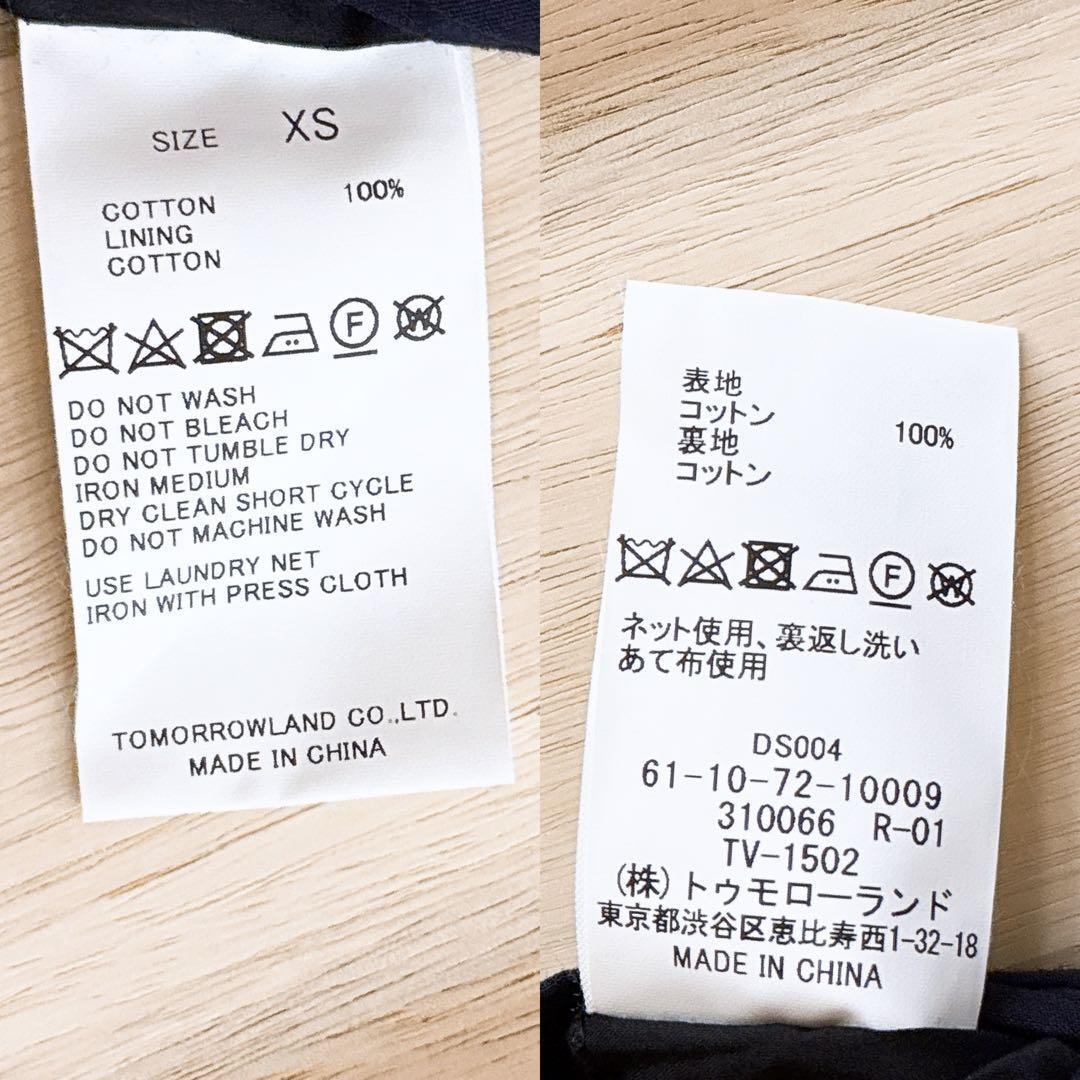 SIZE XS
COTTON 100%
LINING
COTTON
F W
DO NOT WASH
DO NOT BLEACH
DO NOT TUMBLE DRY
IRON MEDIUM
DRY CLEAN SHORT CYCLE
DO NOT MACHINE WASH
USE LAUNDRY NET
IRON WITH PRESS CLOTH
TOMORROWLAND CO.,LTD.
MADE IN CHINA
表地
コットン 100%
裏地
コットン
F W
ネット使用、裏返し洗い
あて布使用
DS004
61-10-72-10009
310066 R-01
TV-1502
(株)トゥモローランド
東京都渋谷区恵比寿西1-32-18
MADE IN CHINA